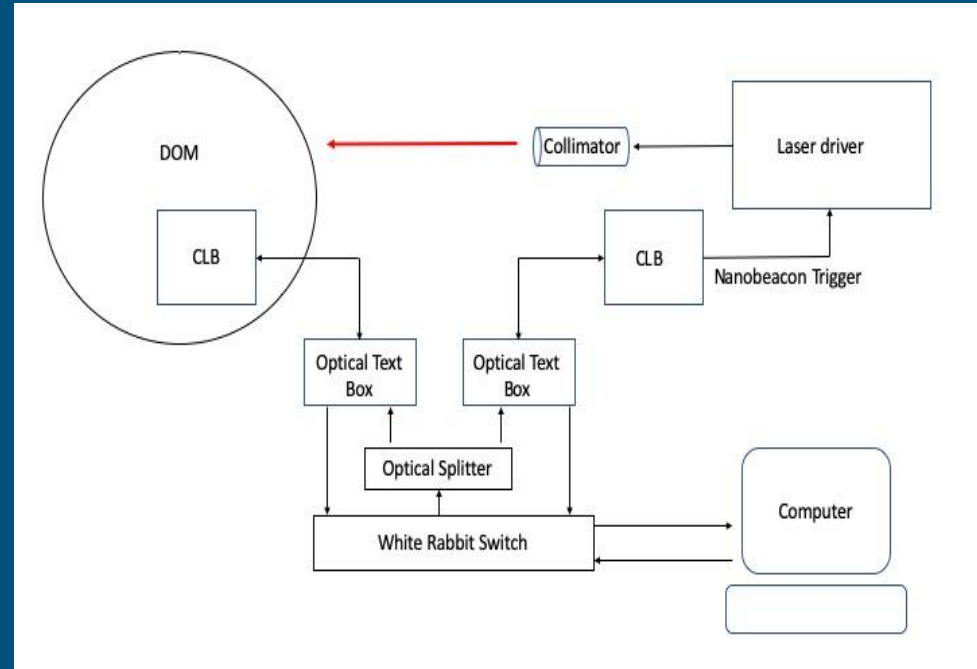 DOM
Collimator
Laser driver
CLB
CLB
Nanobeacon Trigger
Optical Text
Box
Optical Text
Box
Optical Splitter
White Rabbit Switch
Computer